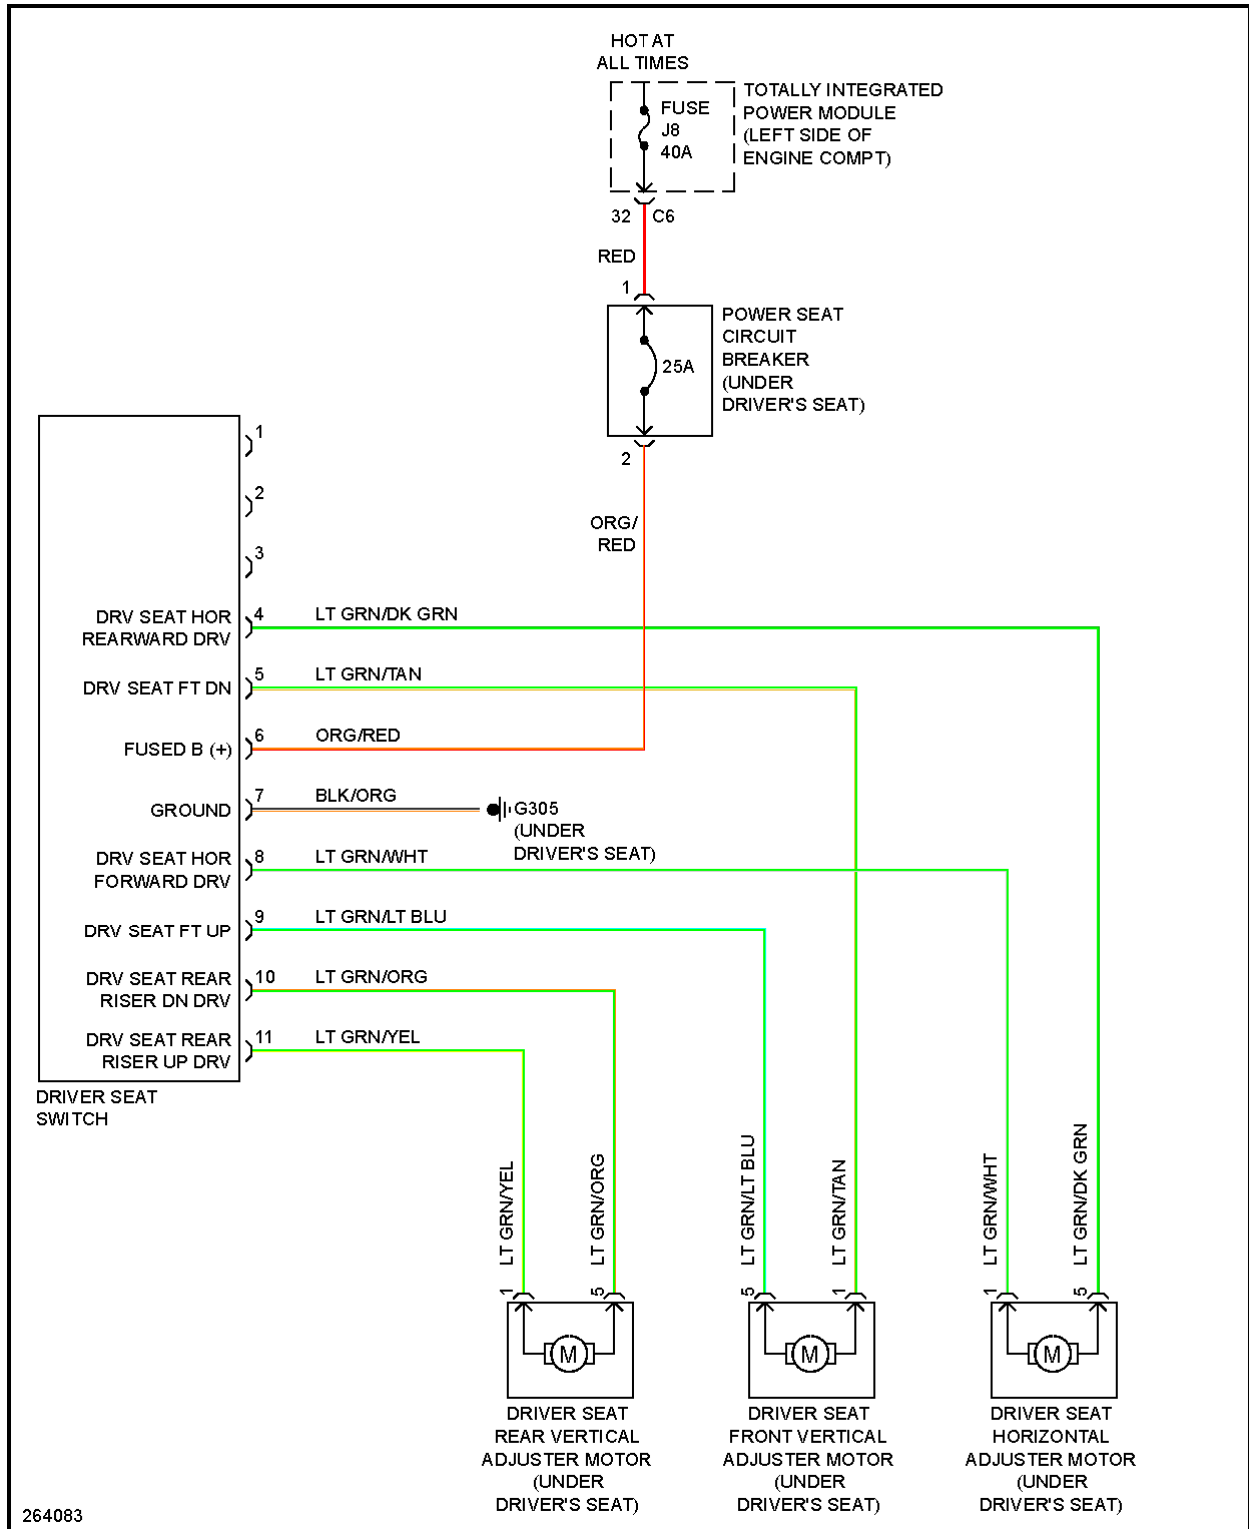 HOT AT
ALL TIMES
FUSE
J8
40A
TOTALLY INTEGRATED
POWER MODULE
(LEFT SIDE OF
ENGINE COMPT)
32 C6
RED
1
25A
POWER SEAT
CIRCUIT
BREAKER
(UNDER
DRIVER'S SEAT)
2
ORG/
RED
1
2
3
DRV SEAT HOR
REARWARD DRV
4 LT GRN/DK GRN
DRV SEAT FT DN
5 LT GRN/TAN
FUSED B (+)
6 ORG/RED
GROUND
7 BLK/ORG
G305
(UNDER
DRIVER'S SEAT)
DRV SEAT HOR
FORWARD DRV
8 LT GRN/WHT
DRV SEAT FT UP
9 LT GRN/LT BLU
DRV SEAT REAR
RISER DN DRV
10 LT GRN/ORG
DRV SEAT REAR
RISER UP DRV
11 LT GRN/YEL
DRIVER SEAT
SWITCH
LT GRN/YEL
LT GRN/ORG
LT GRN/LT BLU
LT GRN/TAN
LT GRN/WHT
LT GRN/DK GRN
1
5
5
1
1
5
M
M
M
DRIVER SEAT
REAR VERTICAL
ADJUSTER MOTOR
(UNDER
DRIVER'S SEAT)
DRIVER SEAT
FRONT VERTICAL
ADJUSTER MOTOR
(UNDER
DRIVER'S SEAT)
DRIVER SEAT
HORIZONTAL
ADJUSTER MOTOR
(UNDER
DRIVER'S SEAT)
264083